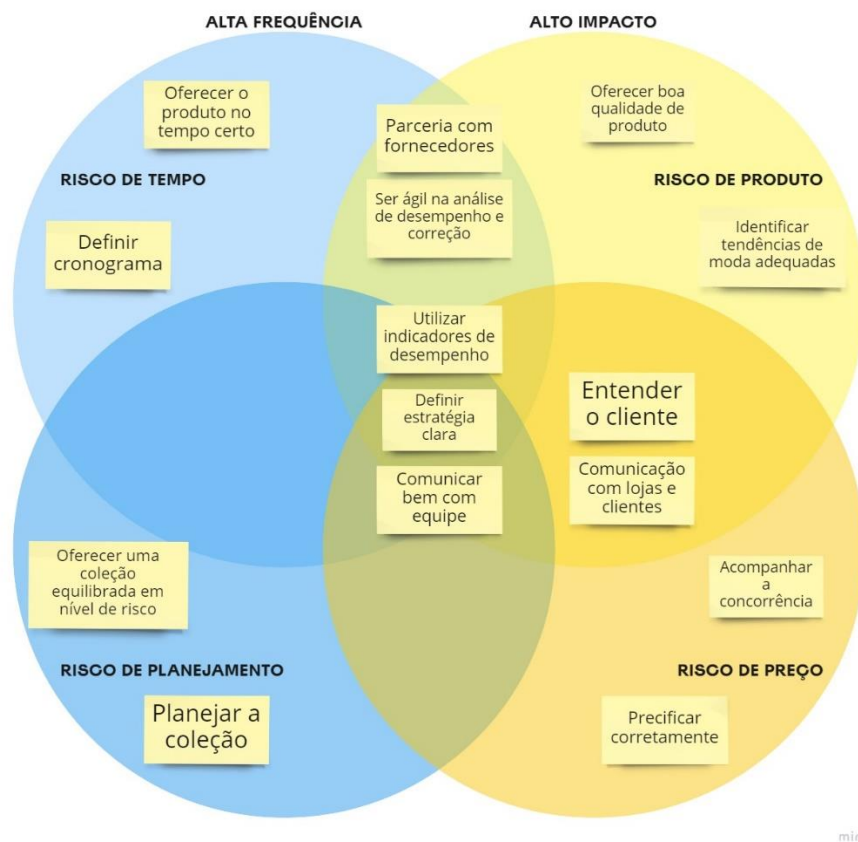 ALTA FREQUÊNCIA
ALTO IMPACTO
Oferecer o
produto no
tempo certo
Parceria com
fornecedores
Oferecer boa
qualidade de
produto
RISCO DE TEMPO
Ser ágil na análise
de desempenho e
correção
RISCO DE PRODUTO
Definir
cronograma
Identificar
tendências de
moda adequadas
Utilizar
indicadores de
desempenho
Definir
estratégia
clara
Entender
o cliente
Comunicar
bem com
equipe
Comunicação
com lojas e
clientes
Oferecer uma
coleção
equilibrada em
nível de risco
Acompanhar
a
concorrência
RISCO DE PLANEJAMENTO
RISCO DE PREÇO
Planejar a
coleção
Precificar
corretamente